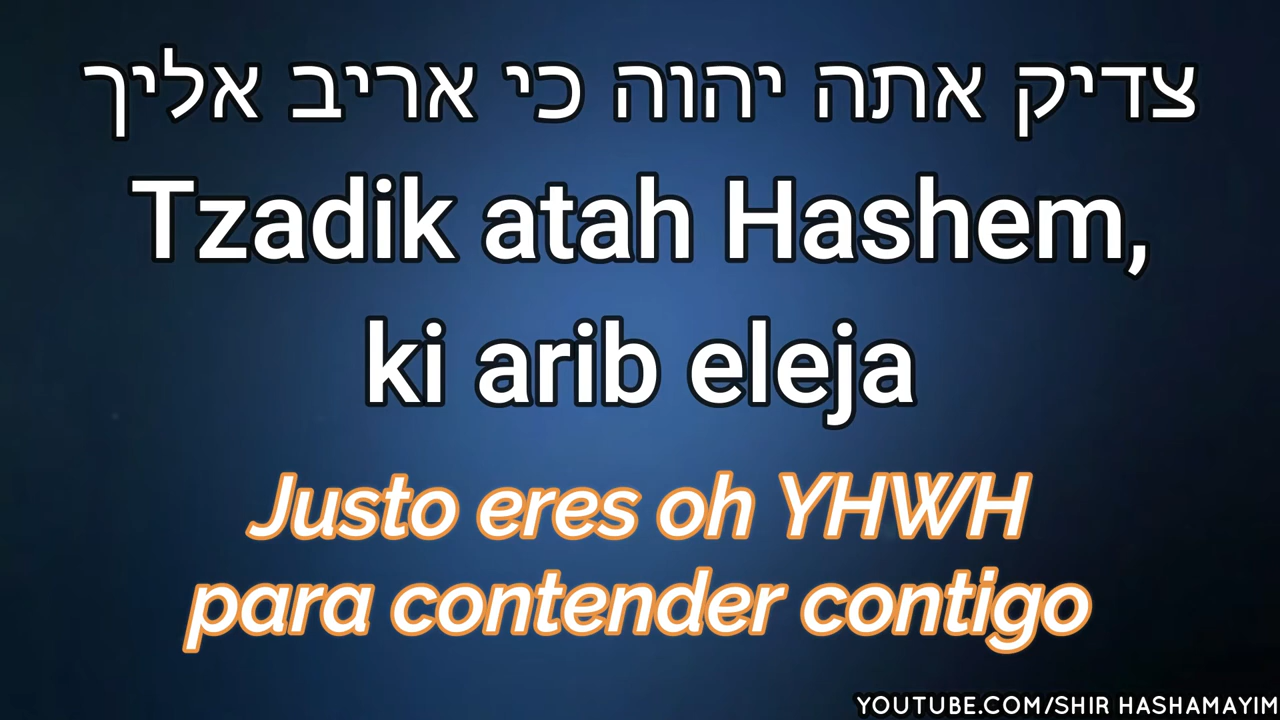 צדיק אתה יהוה כי אריב אליך
Tzadik atah Hashem,
ki arib eleja
Justo eres oh YHWH
para contender contigo
YOUTUBE.COM/SHIR HASHAMAYIM